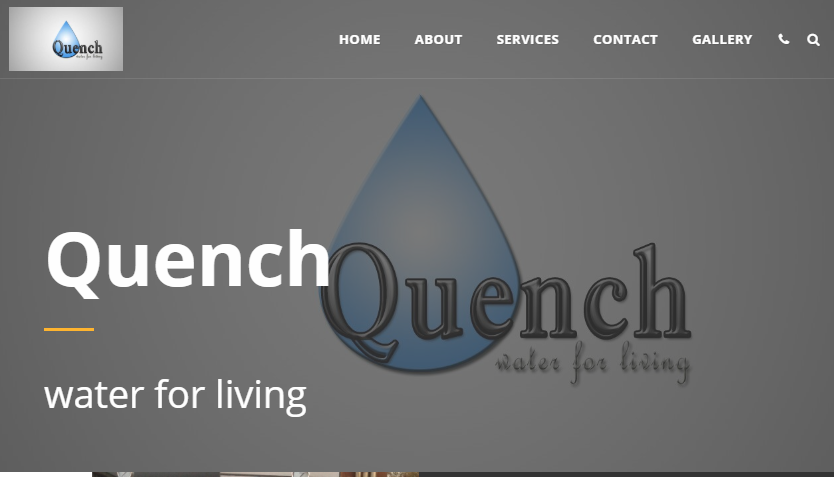 Quench
water for living
HOME ABOUT SERVICES CONTACT GALLERY
Quench
Quench
water for living
water for living